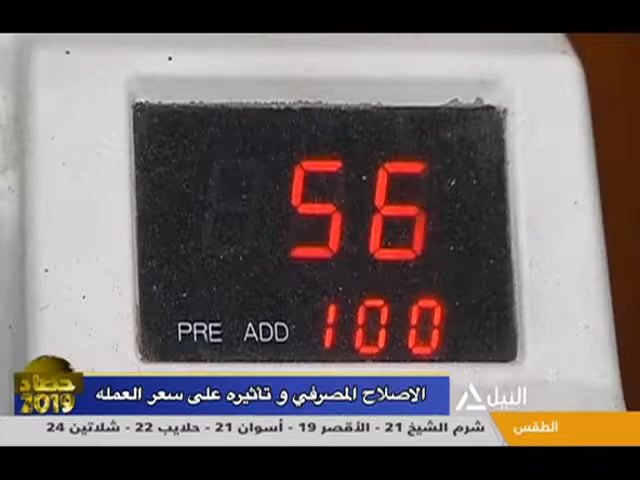 56
PRE ADD 100
حصاد
2019
الاصلاح المصرفي و تأثيره على سعر العمله
النيل
الطقس
شرم الشيخ 21 - الأقصر 19 - أسوان 21 - حلايب 22 - شلاتين 24